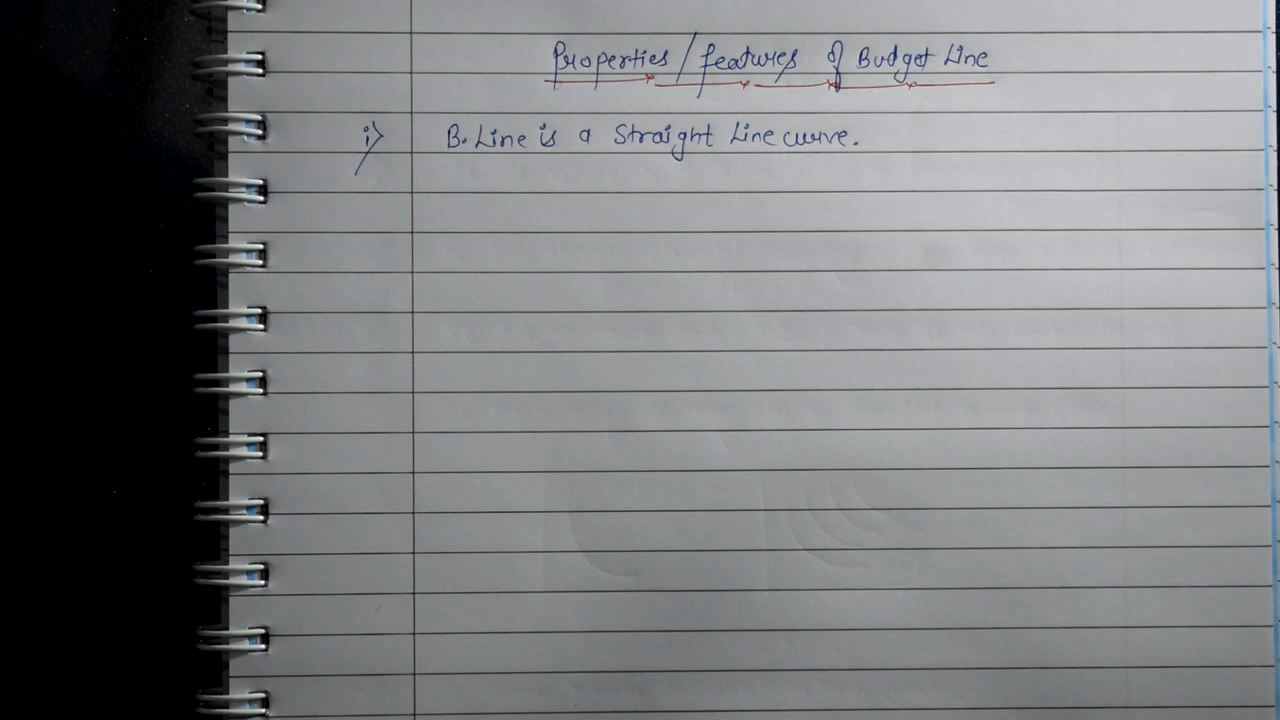 Properties / features of Budget Line
i) B. Line is a Straight Line curve.